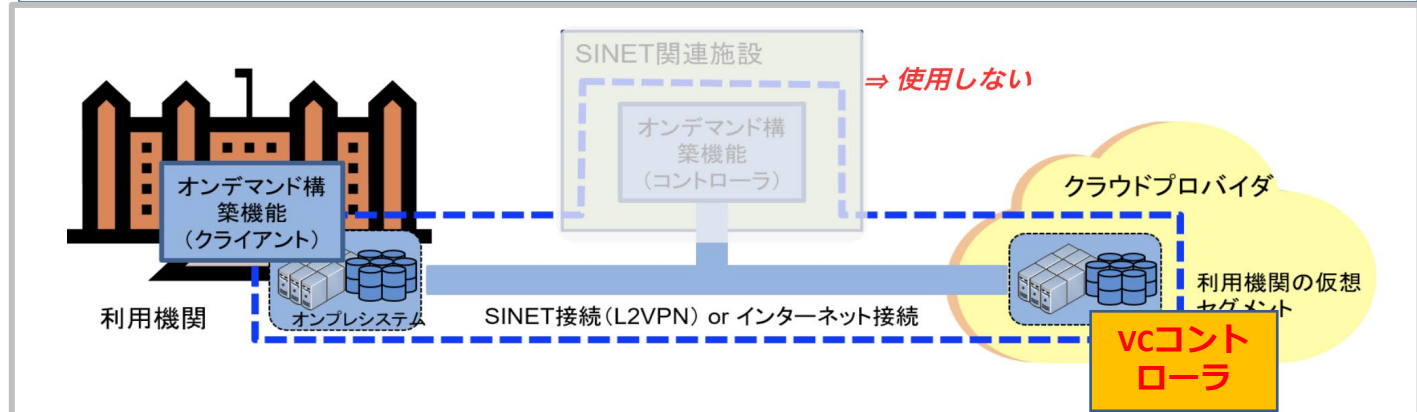 SINET関連施設
⇒ 使用しない
オンデマンド構
築機能
(コントローラ)
オンデマンド構
築機能
(クライアント)
クラウドプロバイダ
利用機関
オンプレシステム
SINET接続(L2VPN) or インターネット接続
利用機関の仮想
セグメント
VCコント
ローラ